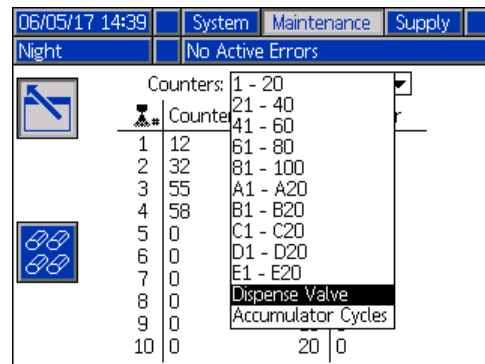 06/05/17 14:39 System Maintenance Supply
Night No Active Errors
Counters: 1 - 20
21 - 40
41 - 60
61 - 80
81 - 100
A1 - A20
B1 - B20
C1 - C20
D1 - D20
E1 - E20
Dispense Valve
Accumulator Cycles
# Counte r
1 12
2 32
3 55
4 58
5 0
6 0
7 0
8 0
9 0
10 0 20 0